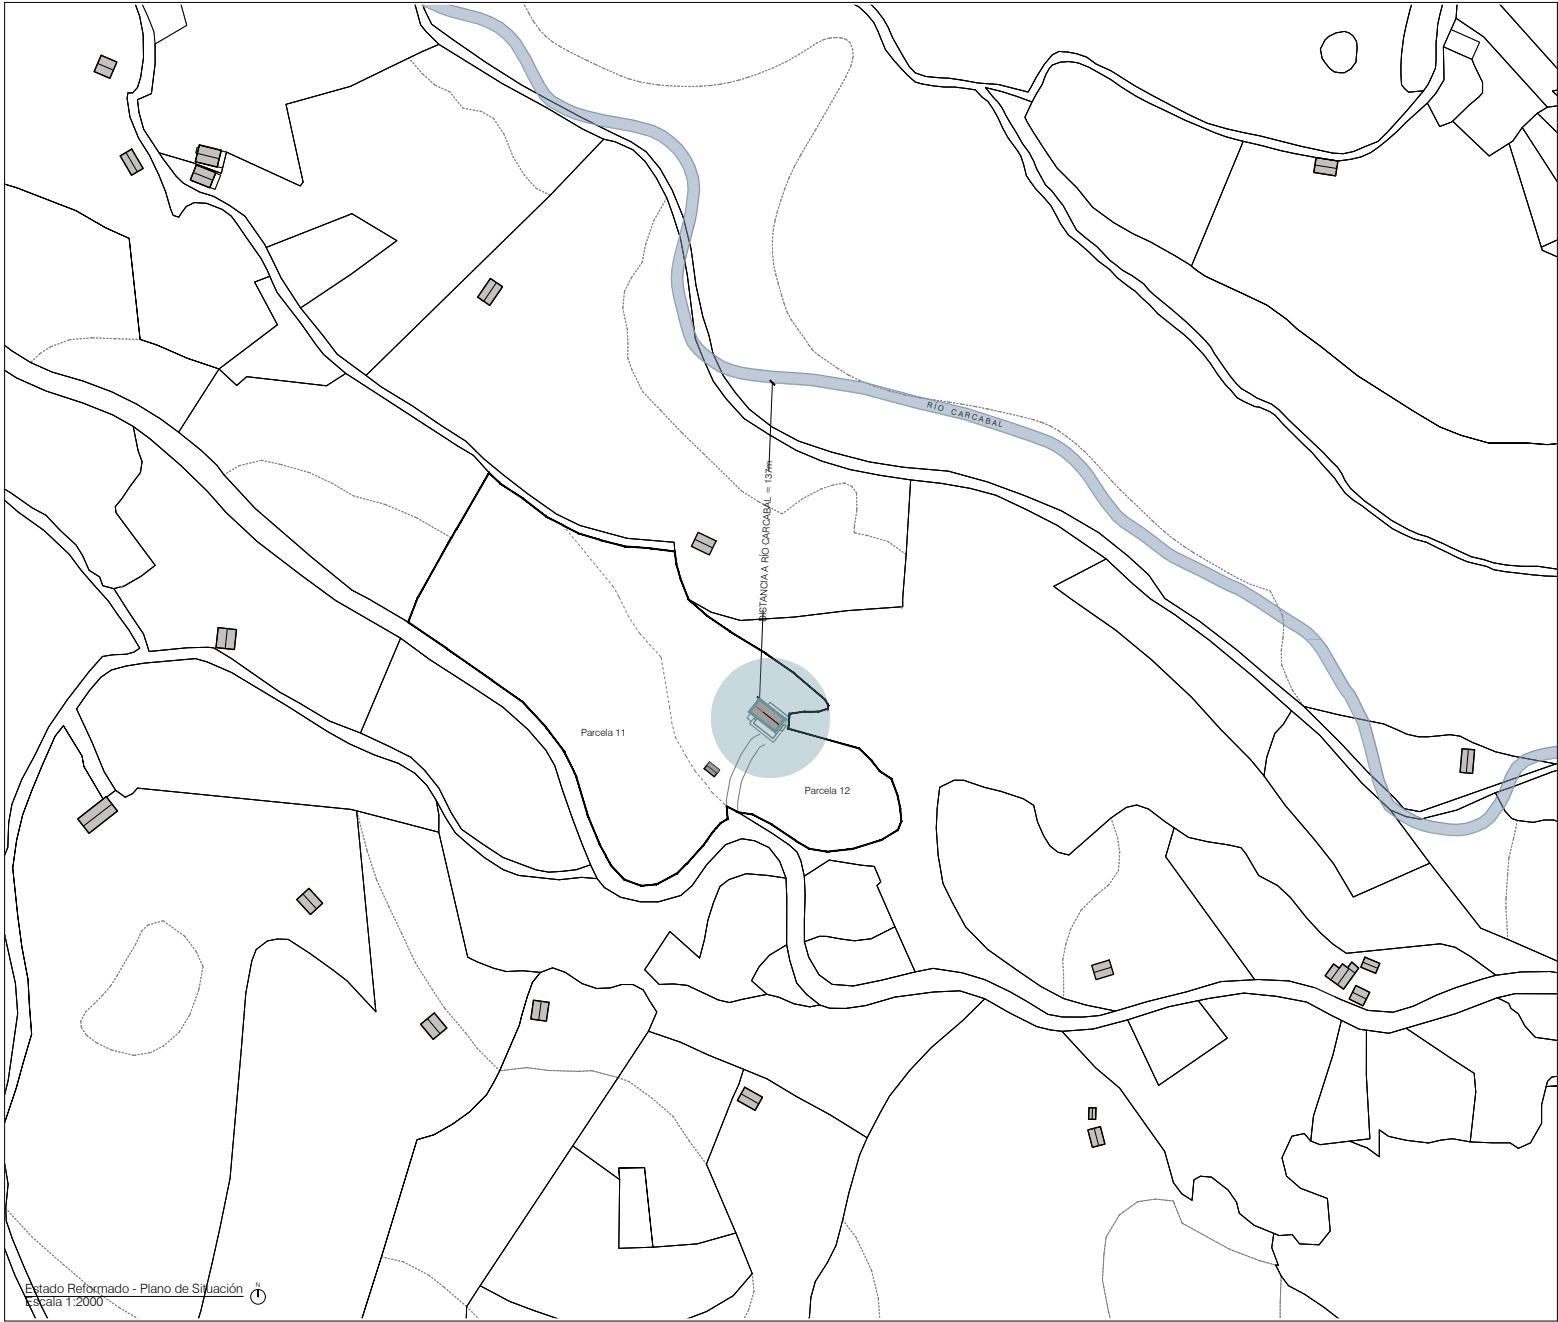 RÍO CARCABAL
DISTANCIA A RÍO CARCABAL = 137m
Parcela 11
Parcela 12
Estado Reformado - Plano de Situación
N
Escala 1:2000